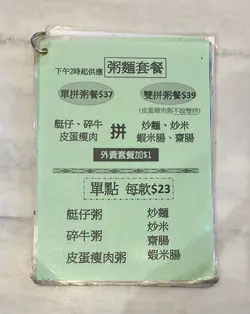 下午2時起供應 粥麵套餐
單拼粥餐$37 雙拼粥餐$39
(皮蛋瘦肉粥不設雙拼)
艇仔、碎牛 拼 炒麵、炒米
皮蛋瘦肉 蝦米腸、齋腸
外賣套餐加$1
單點 每款$23
艇仔粥 炒麵
碎牛粥 炒米
齋腸
皮蛋瘦肉粥 蝦米腸